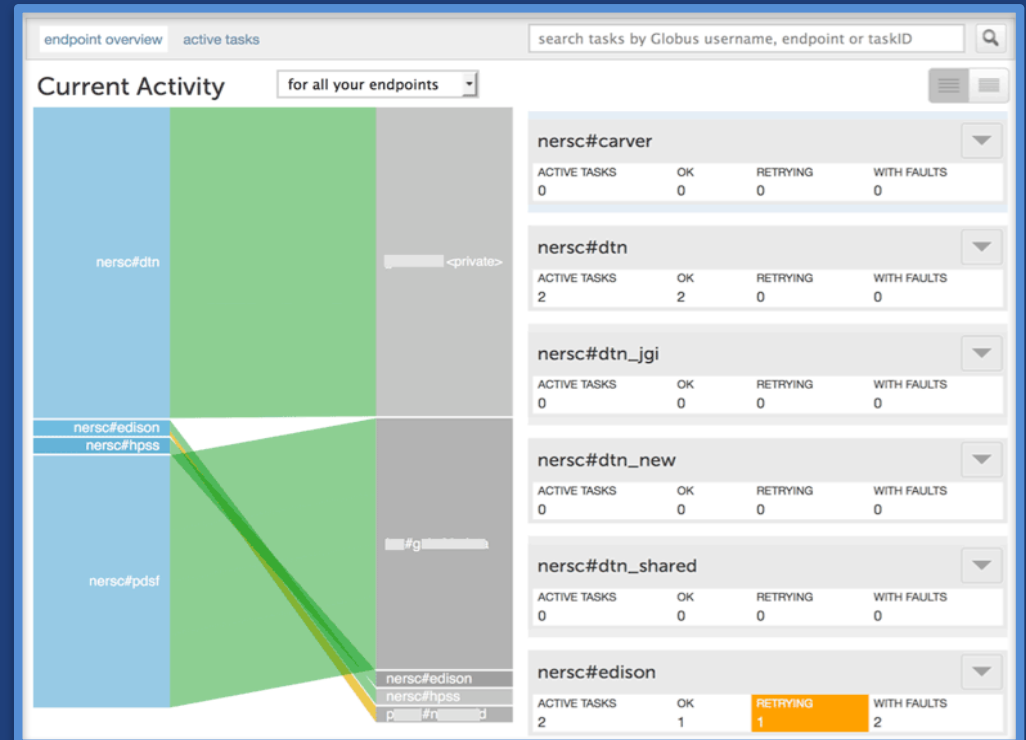 endpoint overview active tasks
search tasks by Globus username, endpoint or taskID
Current Activity
for all your endpoints
nersc#dtn
<private>
nersc#edison
nersc#hpss
nersc#pdsf
#g
nersc#edison
nersc#hpss
p #n d
nersc#carver
ACTIVE TASKS OK RETRYING WITH FAULTS
0 0 0 0
nersc#dtn
ACTIVE TASKS OK RETRYING WITH FAULTS
2 2 0 0
nersc#dtn_jgi
ACTIVE TASKS OK RETRYING WITH FAULTS
0 0 0 0
nersc#dtn_new
ACTIVE TASKS OK RETRYING WITH FAULTS
0 0 0 0
nersc#dtn_shared
ACTIVE TASKS OK RETRYING WITH FAULTS
0 0 0 0
nersc#edison
ACTIVE TASKS OK RETRYING WITH FAULTS
2 1 1 2